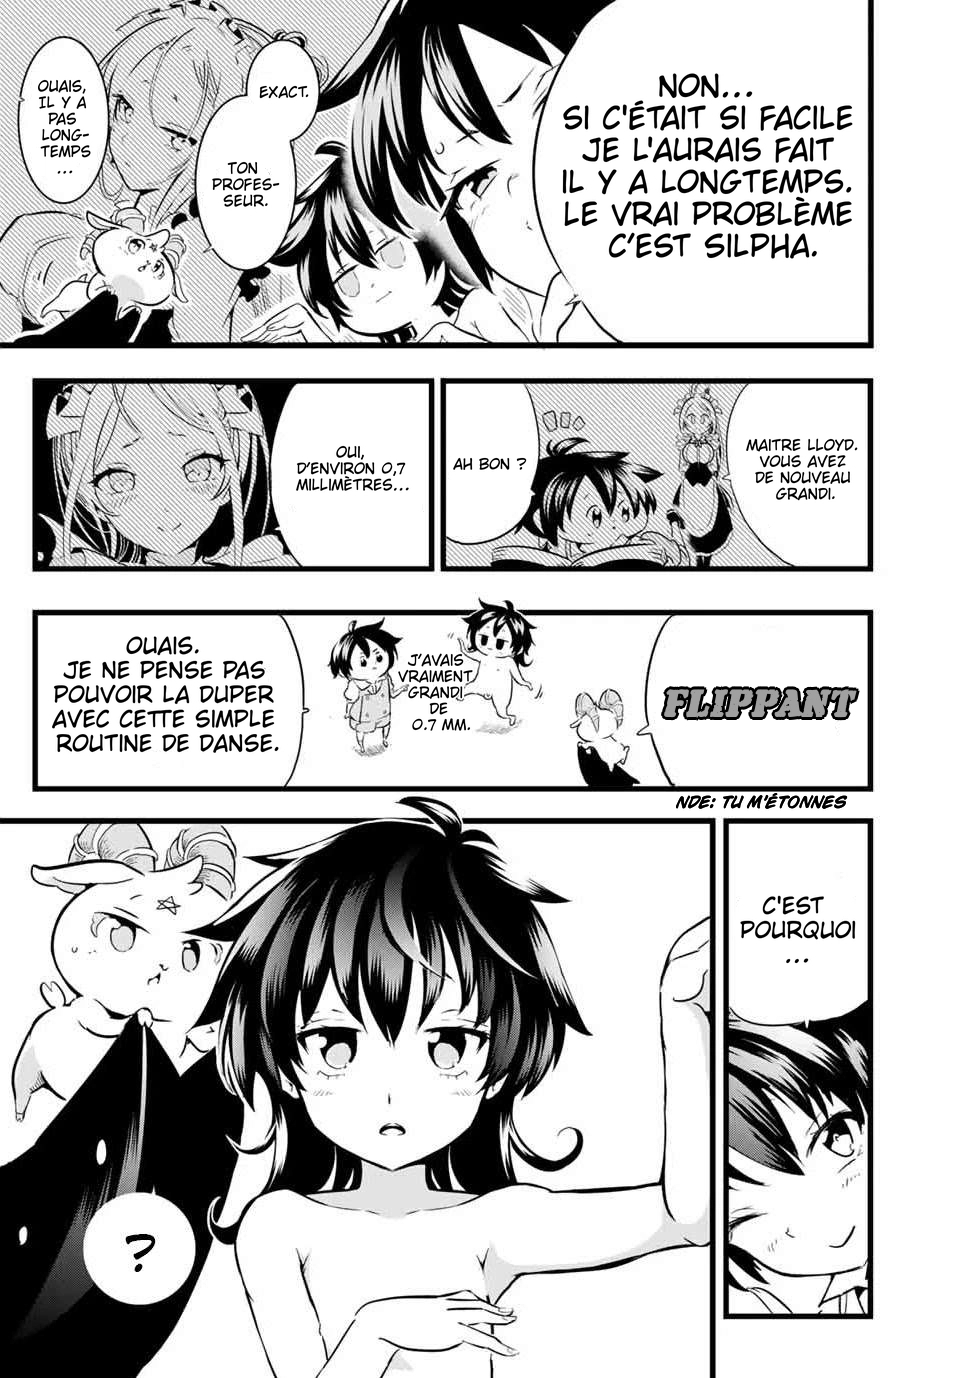 NON...
SI C'ÉTAIT SI FACILE
JE L'AURAIS FAIT
IL Y A LONGTEMPS.
LE VRAI PROBLÈME
C'EST SILPHA.
EXACT.
TON
PROFES-
SEUR.
OUAIS,
IL Y A
PAS
LONG-
TEMPS
...
MAITRE LLOYD.
VOUS AVEZ
DE NOUVEAU
GRANDI.
AH BON ?
OUI,
D'ENVIRON 0,7
MILLIMÈTRES...
FLIPPANT
J'AVAIS
VRAIMENT
GRANDI
DE
0.7 MM.
OUAIS.
JE NE PENSE PAS
POUVOIR LA DUPER
AVEC CETTE SIMPLE
ROUTINE DE DANSE.
NDE: TU M'ÉTONNES
C'EST
POURQUOI
...
?